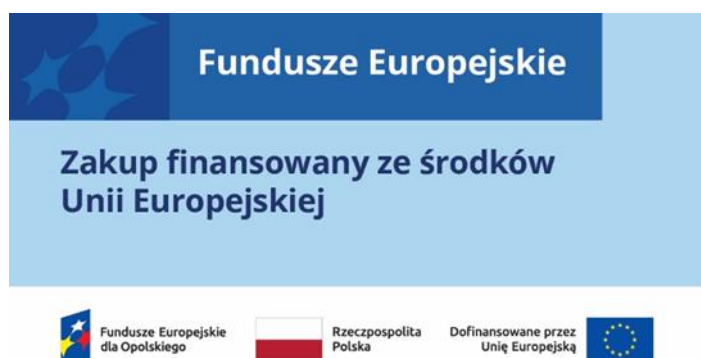 Fundusze Europejskie
Zakup finansowany ze środków
Unii Europejskiej
Fundusze Europejskie
dla Opolskiego
Rzeczpospolita
Polska
Dofinansowane przez
Unię Europejską